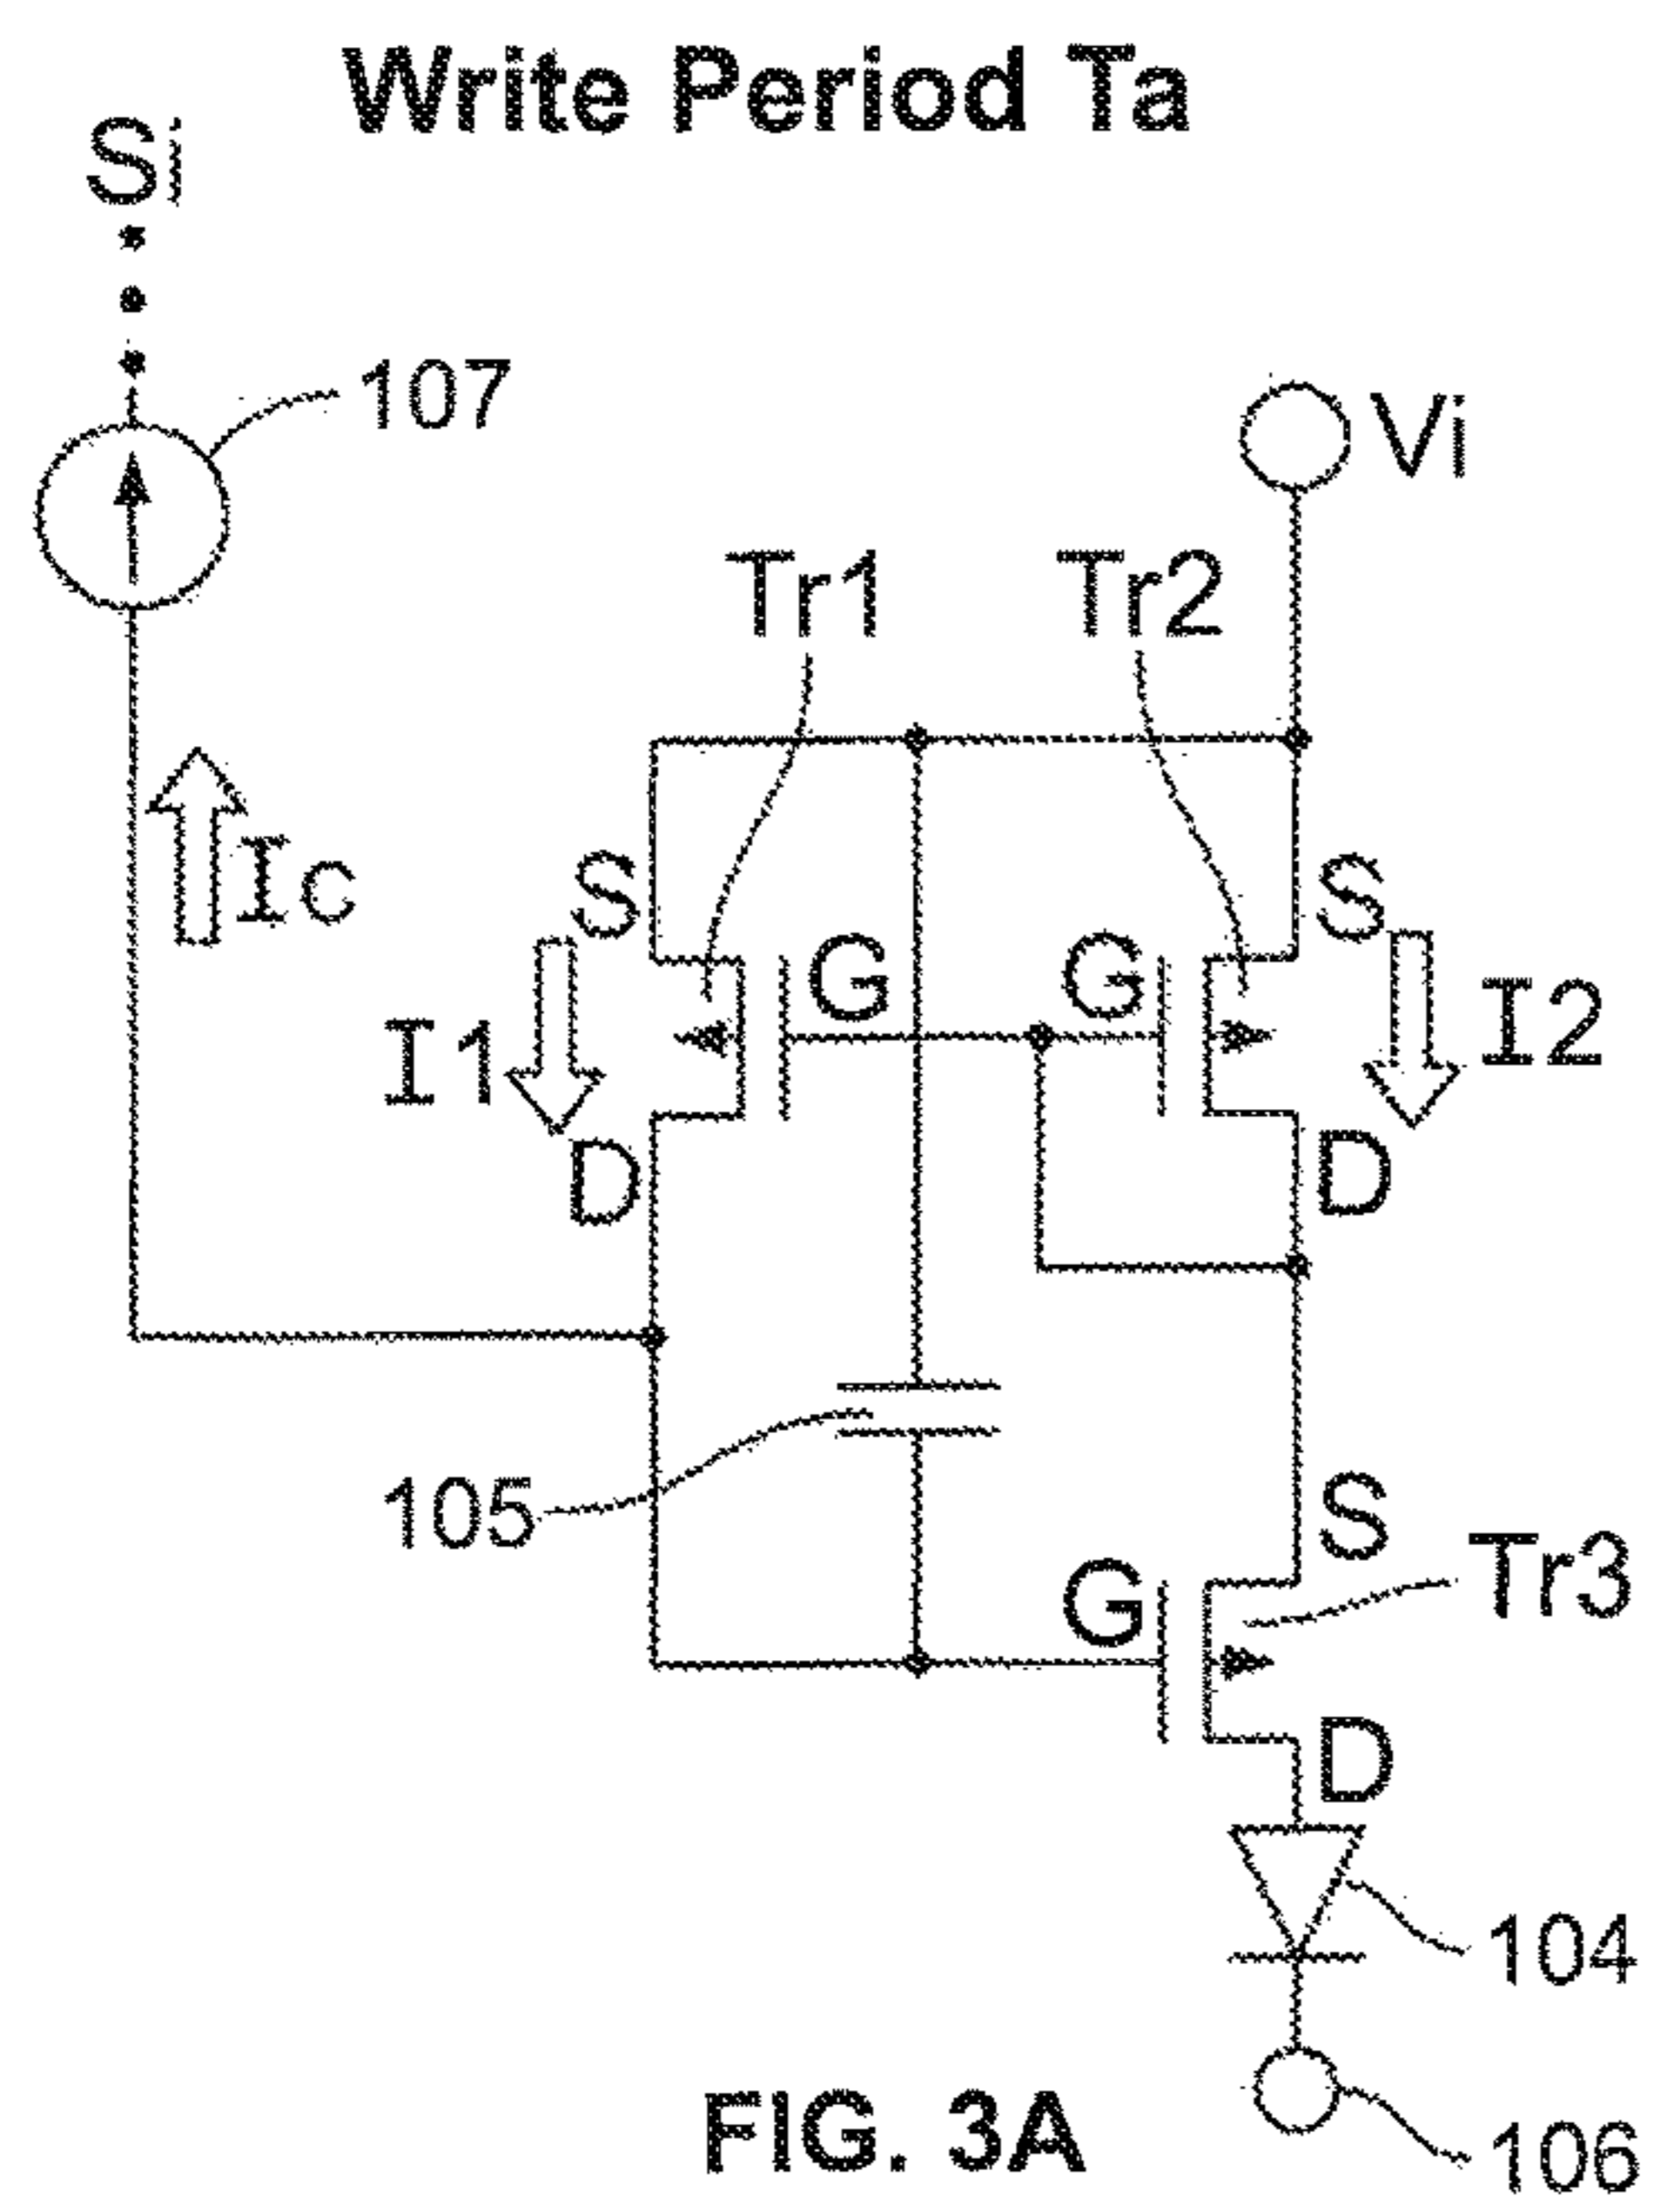 Write Period Ta
Si
107
Vi
Tr1
Tr2
Ic
S
S
G
G
I1
I2
D
D
105
S
G
Tr3
D
104
FIG. 3A
106